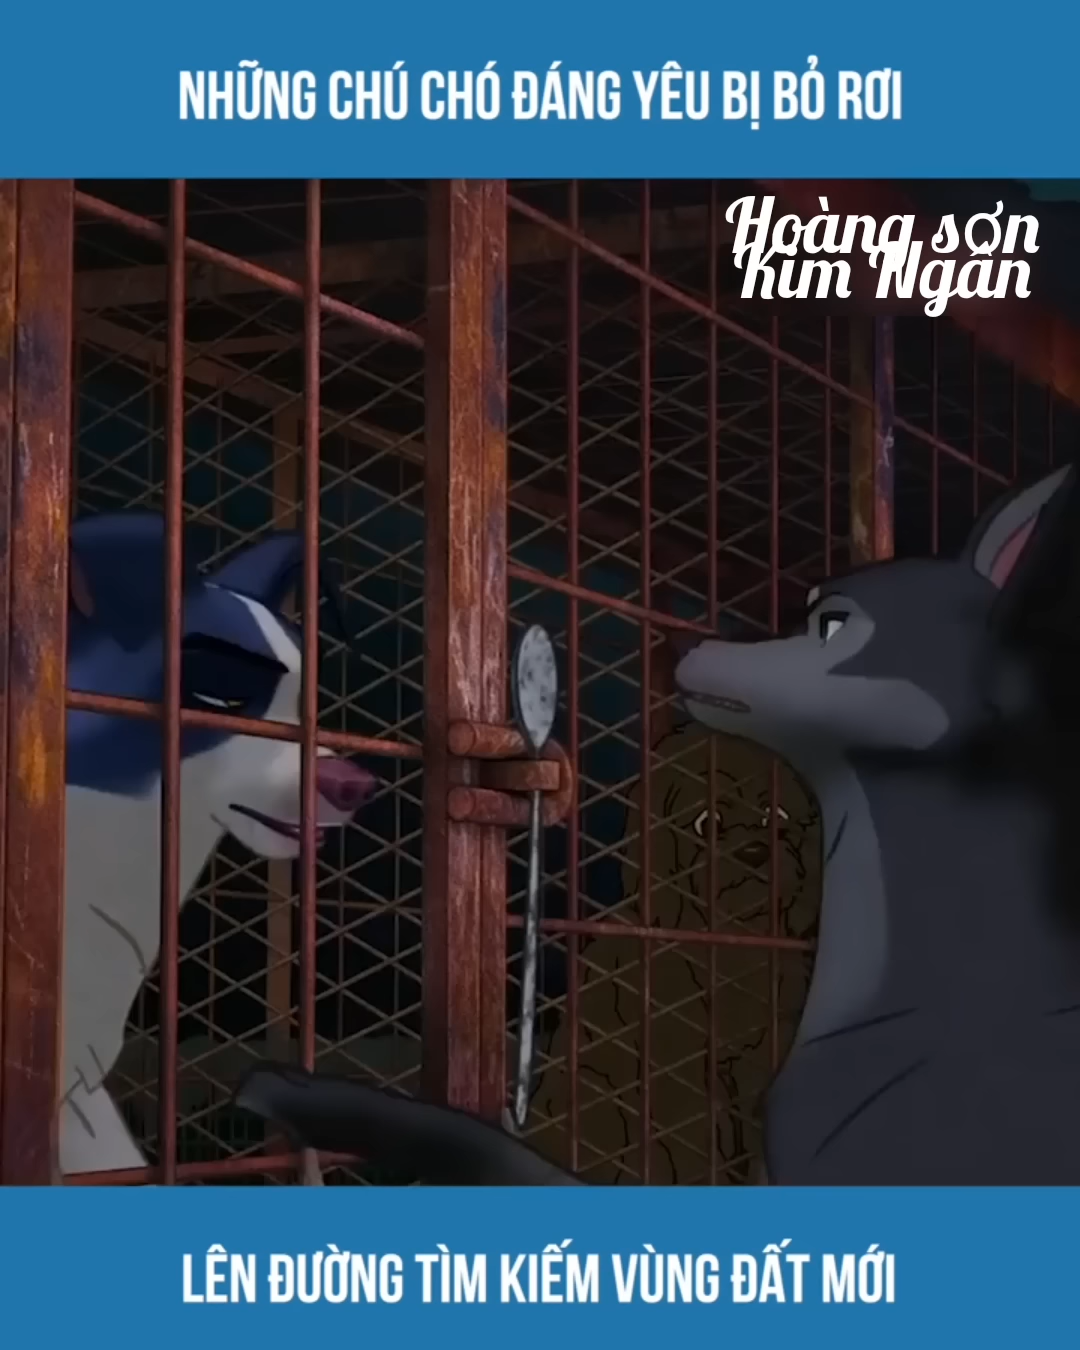 NHỮNG CHÚ CHÓ ĐÁNG YÊU BỊ BỎ RƠI
Hoàng sơn
Kim Ngân
LÊN ĐƯỜNG TÌM KIẾM VÙNG ĐẤT MỚI